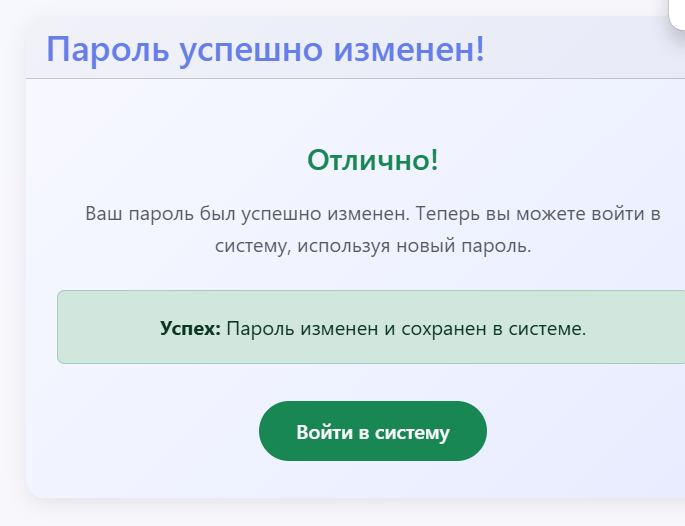 Пароль успешно изменен!
Отлично!
Ваш пароль был успешно изменен. Теперь вы можете войти в
систему, используя новый пароль.
Успех: Пароль изменен и сохранен в системе.
Войти в систему